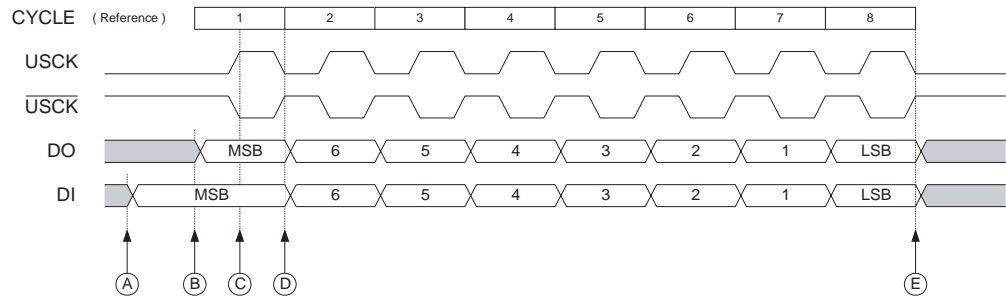 CYCLE ( Reference ) 1 2 3 4 5 6 7 8
USCK
USCK
DO MSB 6 5 4 3 2 1 LSB
DI MSB 6 5 4 3 2 1 LSB
A B C D E